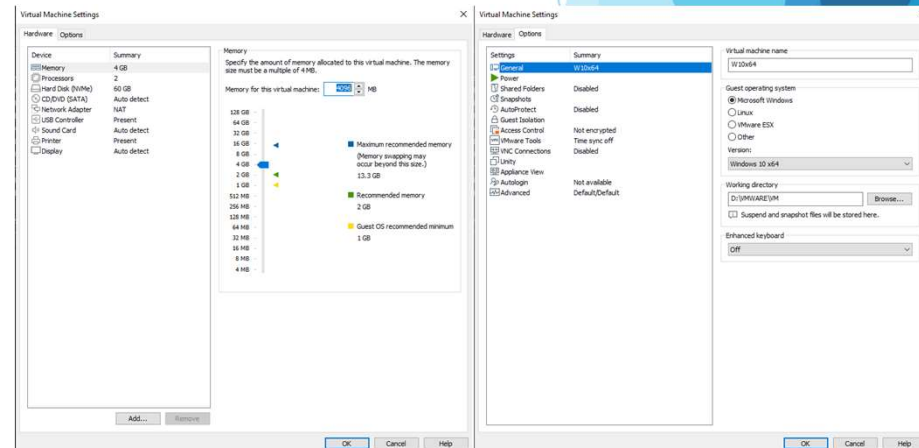 Virtual Machine Settings
Hardware Options
Device Summary
Memory 4 GB
Processors 2
Hard Disk (NVMe) 60 GB
CD/DVD (SATA) Auto detect
Network Adapter NAT
USB Controller Present
Sound Card Auto detect
Printer Present
Display Auto detect
Add... Remove
Memory
Specify the amount of memory allocated to this virtual machine. The memory
size must be a multiple of 4 MB.
Memory for this virtual machine: 4096 MB
128 GB
64 GB
32 GB
16 GB
8 GB
4 GB
2 GB
1 GB
512 MB
256 MB
128 MB
64 MB
32 MB
16 MB
8 MB
4 MB
Maximum recommended memory
(Memory swapping may
occur beyond this size.)
13.3 GB
Recommended memory
2 GB
Guest OS recommended minimum
1 GB
OK Cancel Help
Virtual Machine Settings
Hardware Options
Settings Summary
General W10x64
Power
Shared Folders Disabled
Snapshots
AutoProtect Disabled
Guest Isolation
Access Control Not encrypted
VMware Tools Time sync off
VNC Connections Disabled
Unity
Appliance View
Autologin Not available
Advanced Default/Default
Virtual machine name
W10x64
Guest operating system
Microsoft Windows
Linux
VMware ESX
Other
Version:
Windows 10 x64
Working directory
D:\VMWARE\VM Browse...
Suspend and snapshot files will be stored here.
Enhanced keyboard
Off
OK Cancel Help